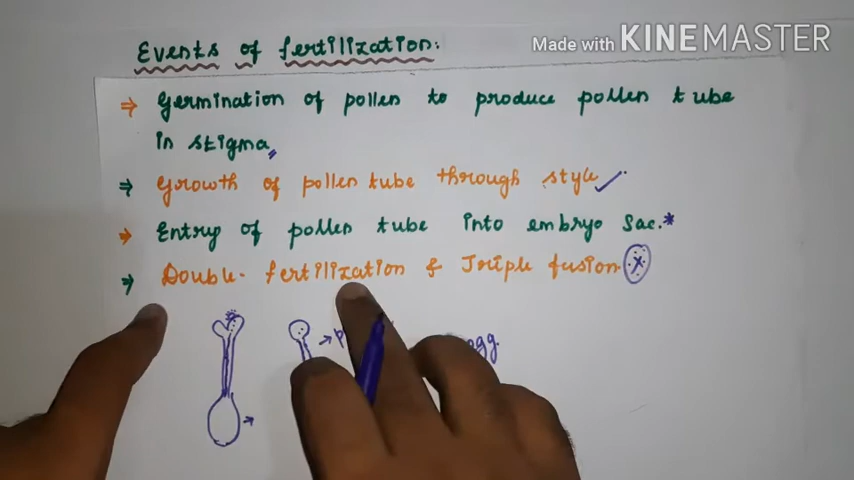 Events of fertilization:
Made with KINEMASTER
⇒ Germination of pollen to produce pollen tube
in stigma
⇒ Growth of pollen tube through style ✓
⇒ Entry of pollen tube into embryo sac. *
⇒ Double fertilization & Triple fusion
egg.